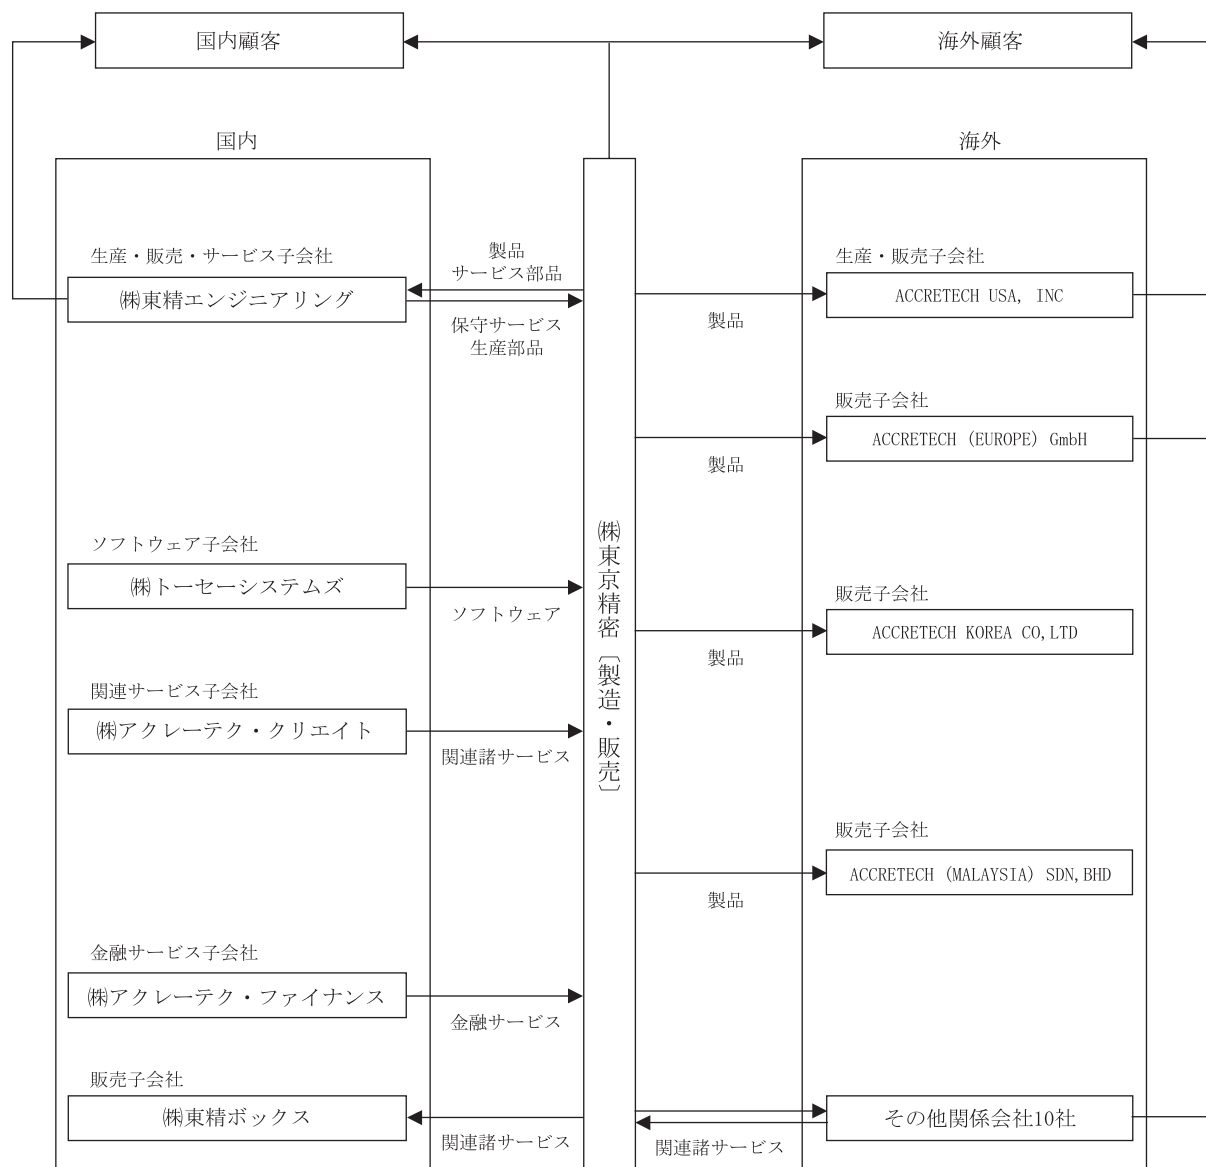 国内顧客
海外顧客
国内
海外
生産・販売・サービス子会社
㈱東精エンジニアリング
製品
サービス部品
保守サービス
生産部品
ソフトウェア子会社
㈱トーセーシステムズ
ソフトウェア
関連サービス子会社
㈱アクレーテク・クリエイト
関連諸サービス
金融サービス子会社
㈱アクレーテク・ファイナンス
金融サービス
販売子会社
㈱東精ボックス
関連諸サービス
㈱東京精密〔製造・販売〕
生産・販売子会社
ACCRETECH USA, INC
製品
販売子会社
ACCRETECH (EUROPE) GmbH
製品
販売子会社
ACCRETECH KOREA CO,LTD
製品
販売子会社
ACCRETECH (MALAYSIA) SDN,BHD
製品
その他関係会社10社
関連諸サービス